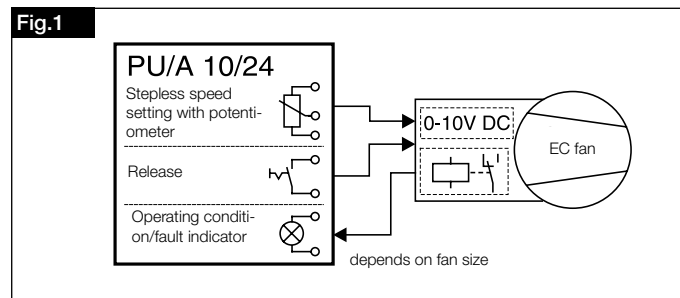 Fig.1
PU/A 10/24
Stepless speed
setting with potenti-
ometer
Release
Operating conditi-
on/fault indicator
0-10V DC
EC fan
depends on fan size